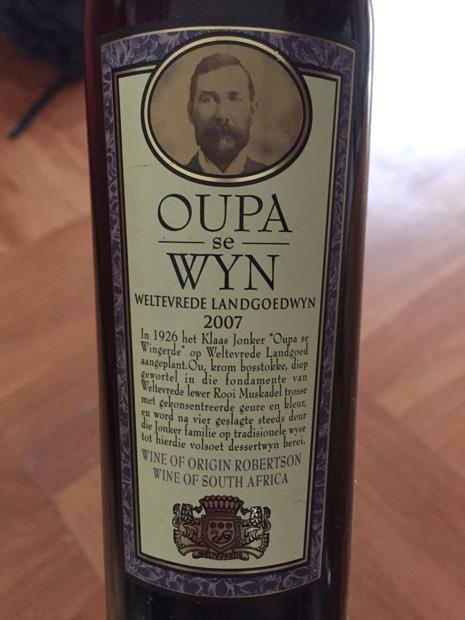 OUPA
se
WYN
WELTEVREDE LANDGOEDWYN
2007
In 1926 het Klaas Jonker "Oupa se
Wingerde" op Weltevrede Landgoed
aangeplant.Ou, krom bosstokke, diep
gewortel in die fondamente van
Weltevrede lewer Rooi Muskadel trosse
met gekonsentreerde geure en kleur,
en word na vier geslagte steeds deur
die Jonker familie op tradisionele wyse
tot hierdie volsoet dessertwyn berei.
WINE OF ORIGIN ROBERTSON
WINE OF SOUTH AFRICA
WELTEVREDE